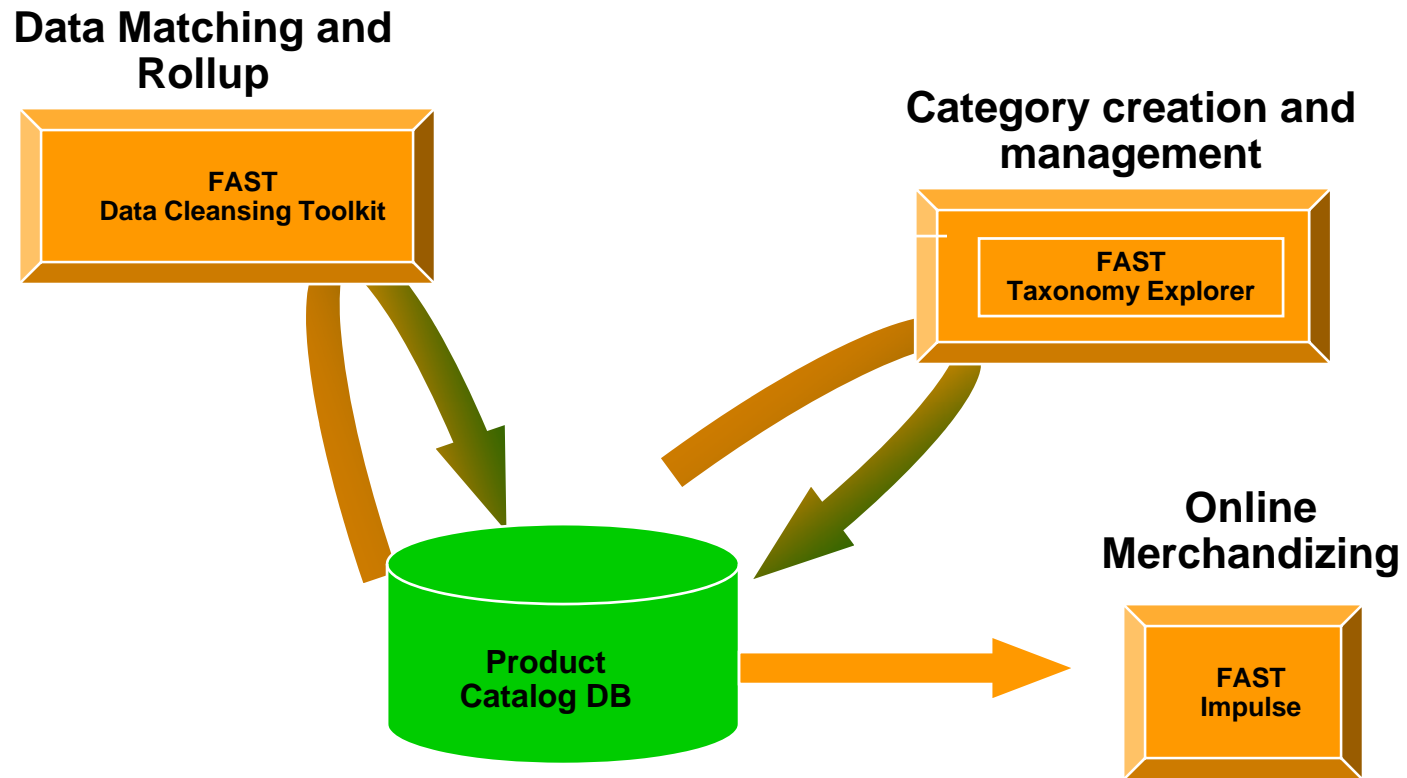 Data Matching and
Rollup
FAST
Data Cleansing Toolkit
Category creation and
management
FAST
Taxonomy Explorer
Online
Merchandizing
Product
Catalog DB
FAST
Impulse